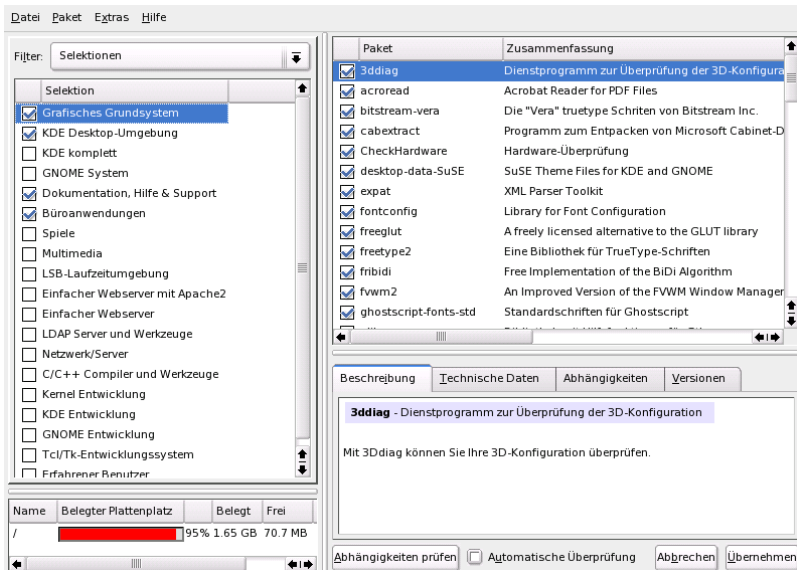 Datei Paket Extras Hilfe
Filter: Selektionen
Selektion
Grafisches Grundsystem
KDE Desktop-Umgebung
KDE komplett
GNOME System
Dokumentation, Hilfe & Support
Büroanwendungen
Spiele
Multimedia
LSB-Laufzeitumgebung
Einfacher Webserver mit Apache2
Einfacher Webserver
LDAP Server und Werkzeuge
Netzwerk/Server
C/C++ Compiler und Werkzeuge
Kernel Entwicklung
KDE Entwicklung
GNOME Entwicklung
Tcl/Tk-Entwicklungssystem
Erfahrener Benutzer
Name Belegter Plattenplatz Belegt Frei
/ 95% 1.65 GB 70.7 MB
Paket Zusammenfassung
3ddiag Dienstprogramm zur Überprüfung der 3D-Konfigura
acroread Acrobat Reader for PDF Files
bitstream-vera Die "Vera" truetype Schriten von Bitstream Inc.
cabextract Programm zum Entpacken von Microsoft Cabinet-D
CheckHardware Hardware-Überprüfung
desktop-data-SuSE SuSE Theme Files for KDE and GNOME
expat XML Parser Toolkit
fontconfig Library for Font Configuration
freeglut A freely licensed alternative to the GLUT library
freetype2 Eine Bibliothek für TrueType-Schriften
fribidi Free Implementation of the BiDi Algorithm
fvwm2 An Improved Version of the FVWM Window Manager
ghostscript-fonts-std Standardschriften für Ghostscript
Beschreibung Technische Daten Abhängigkeiten Versionen
3ddiag - Dienstprogramm zur Überprüfung der 3D-Konfiguration
Mit 3Ddiag können Sie Ihre 3D-Konfiguration überprüfen.
Abhängigkeiten prüfen Automatische Überprüfung Abbrechen Übernehmen